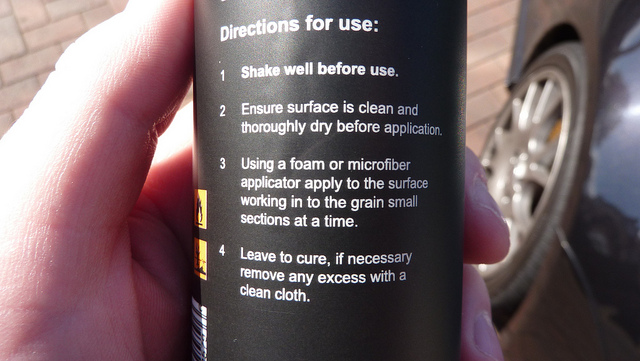 Directions for use:
1 Shake well before use.
2 Ensure surface is clean and
thoroughly dry before application.
3 Using a foam or microfiber
applicator apply to the surface
working in to the grain small
sections at a time.
4 Leave to cure, if necessary
remove any excess with a
clean cloth.